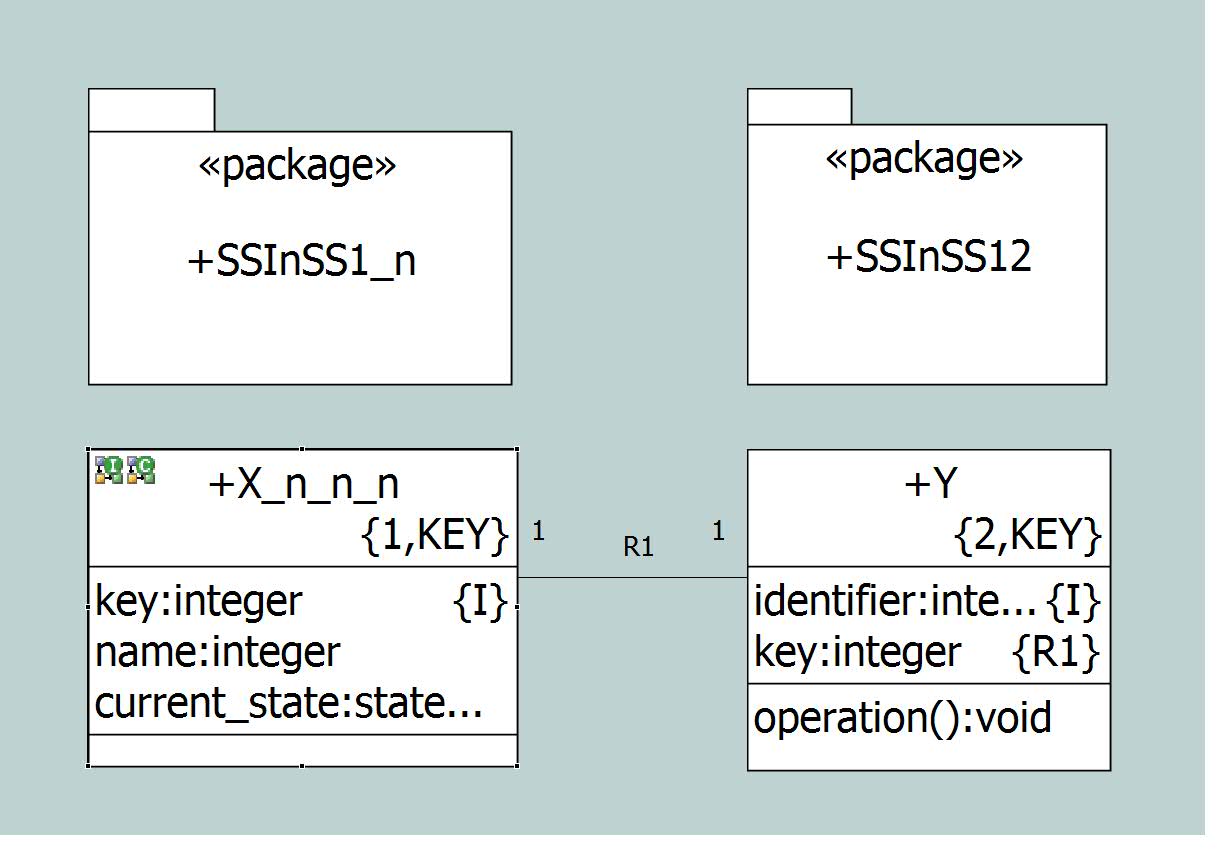 «package»
+SSInSS1_n
«package»
+SSInSS12
I C
+X_n_n_n
{1,KEY}
key:integer {I}
name:integer
current_state:state...
1 R1 1
+Y
{2,KEY}
identifier:inte... {I}
key:integer {R1}
operation():void